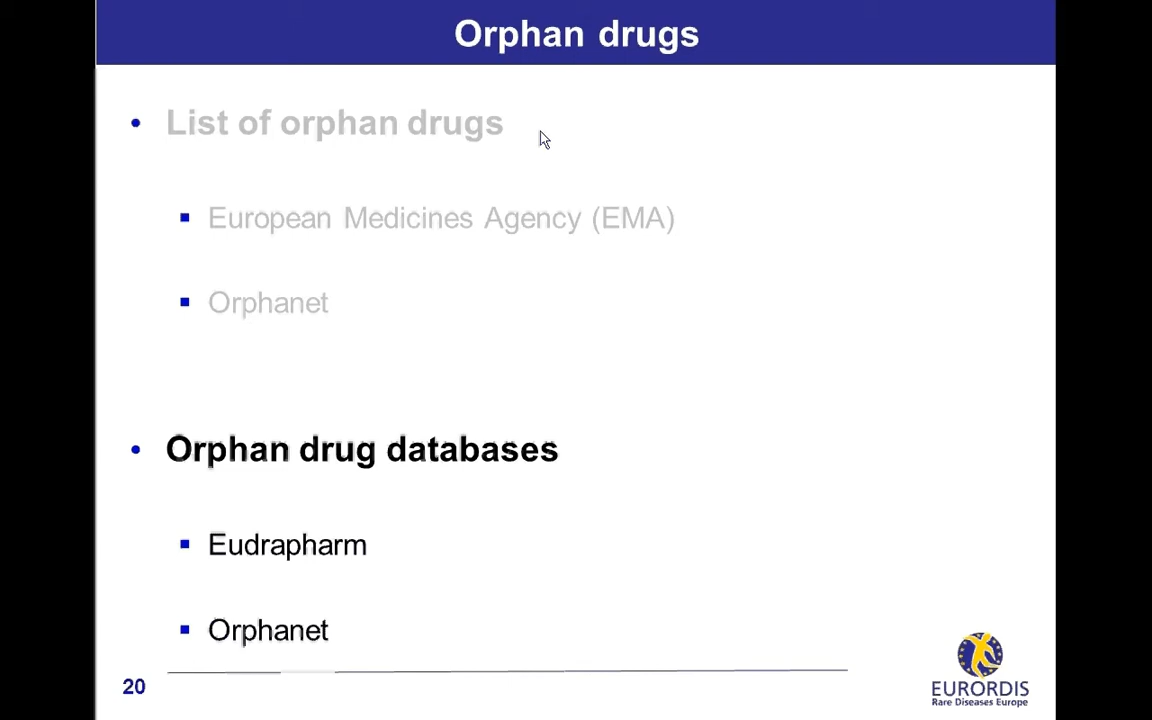 Orphan drugs
• List of orphan drugs
▪ European Medicines Agency (EMA)
▪ Orphanet
• Orphan drug databases
▪ Eudrapharm
▪ Orphanet
20
EURORDIS
Rare Diseases Europe